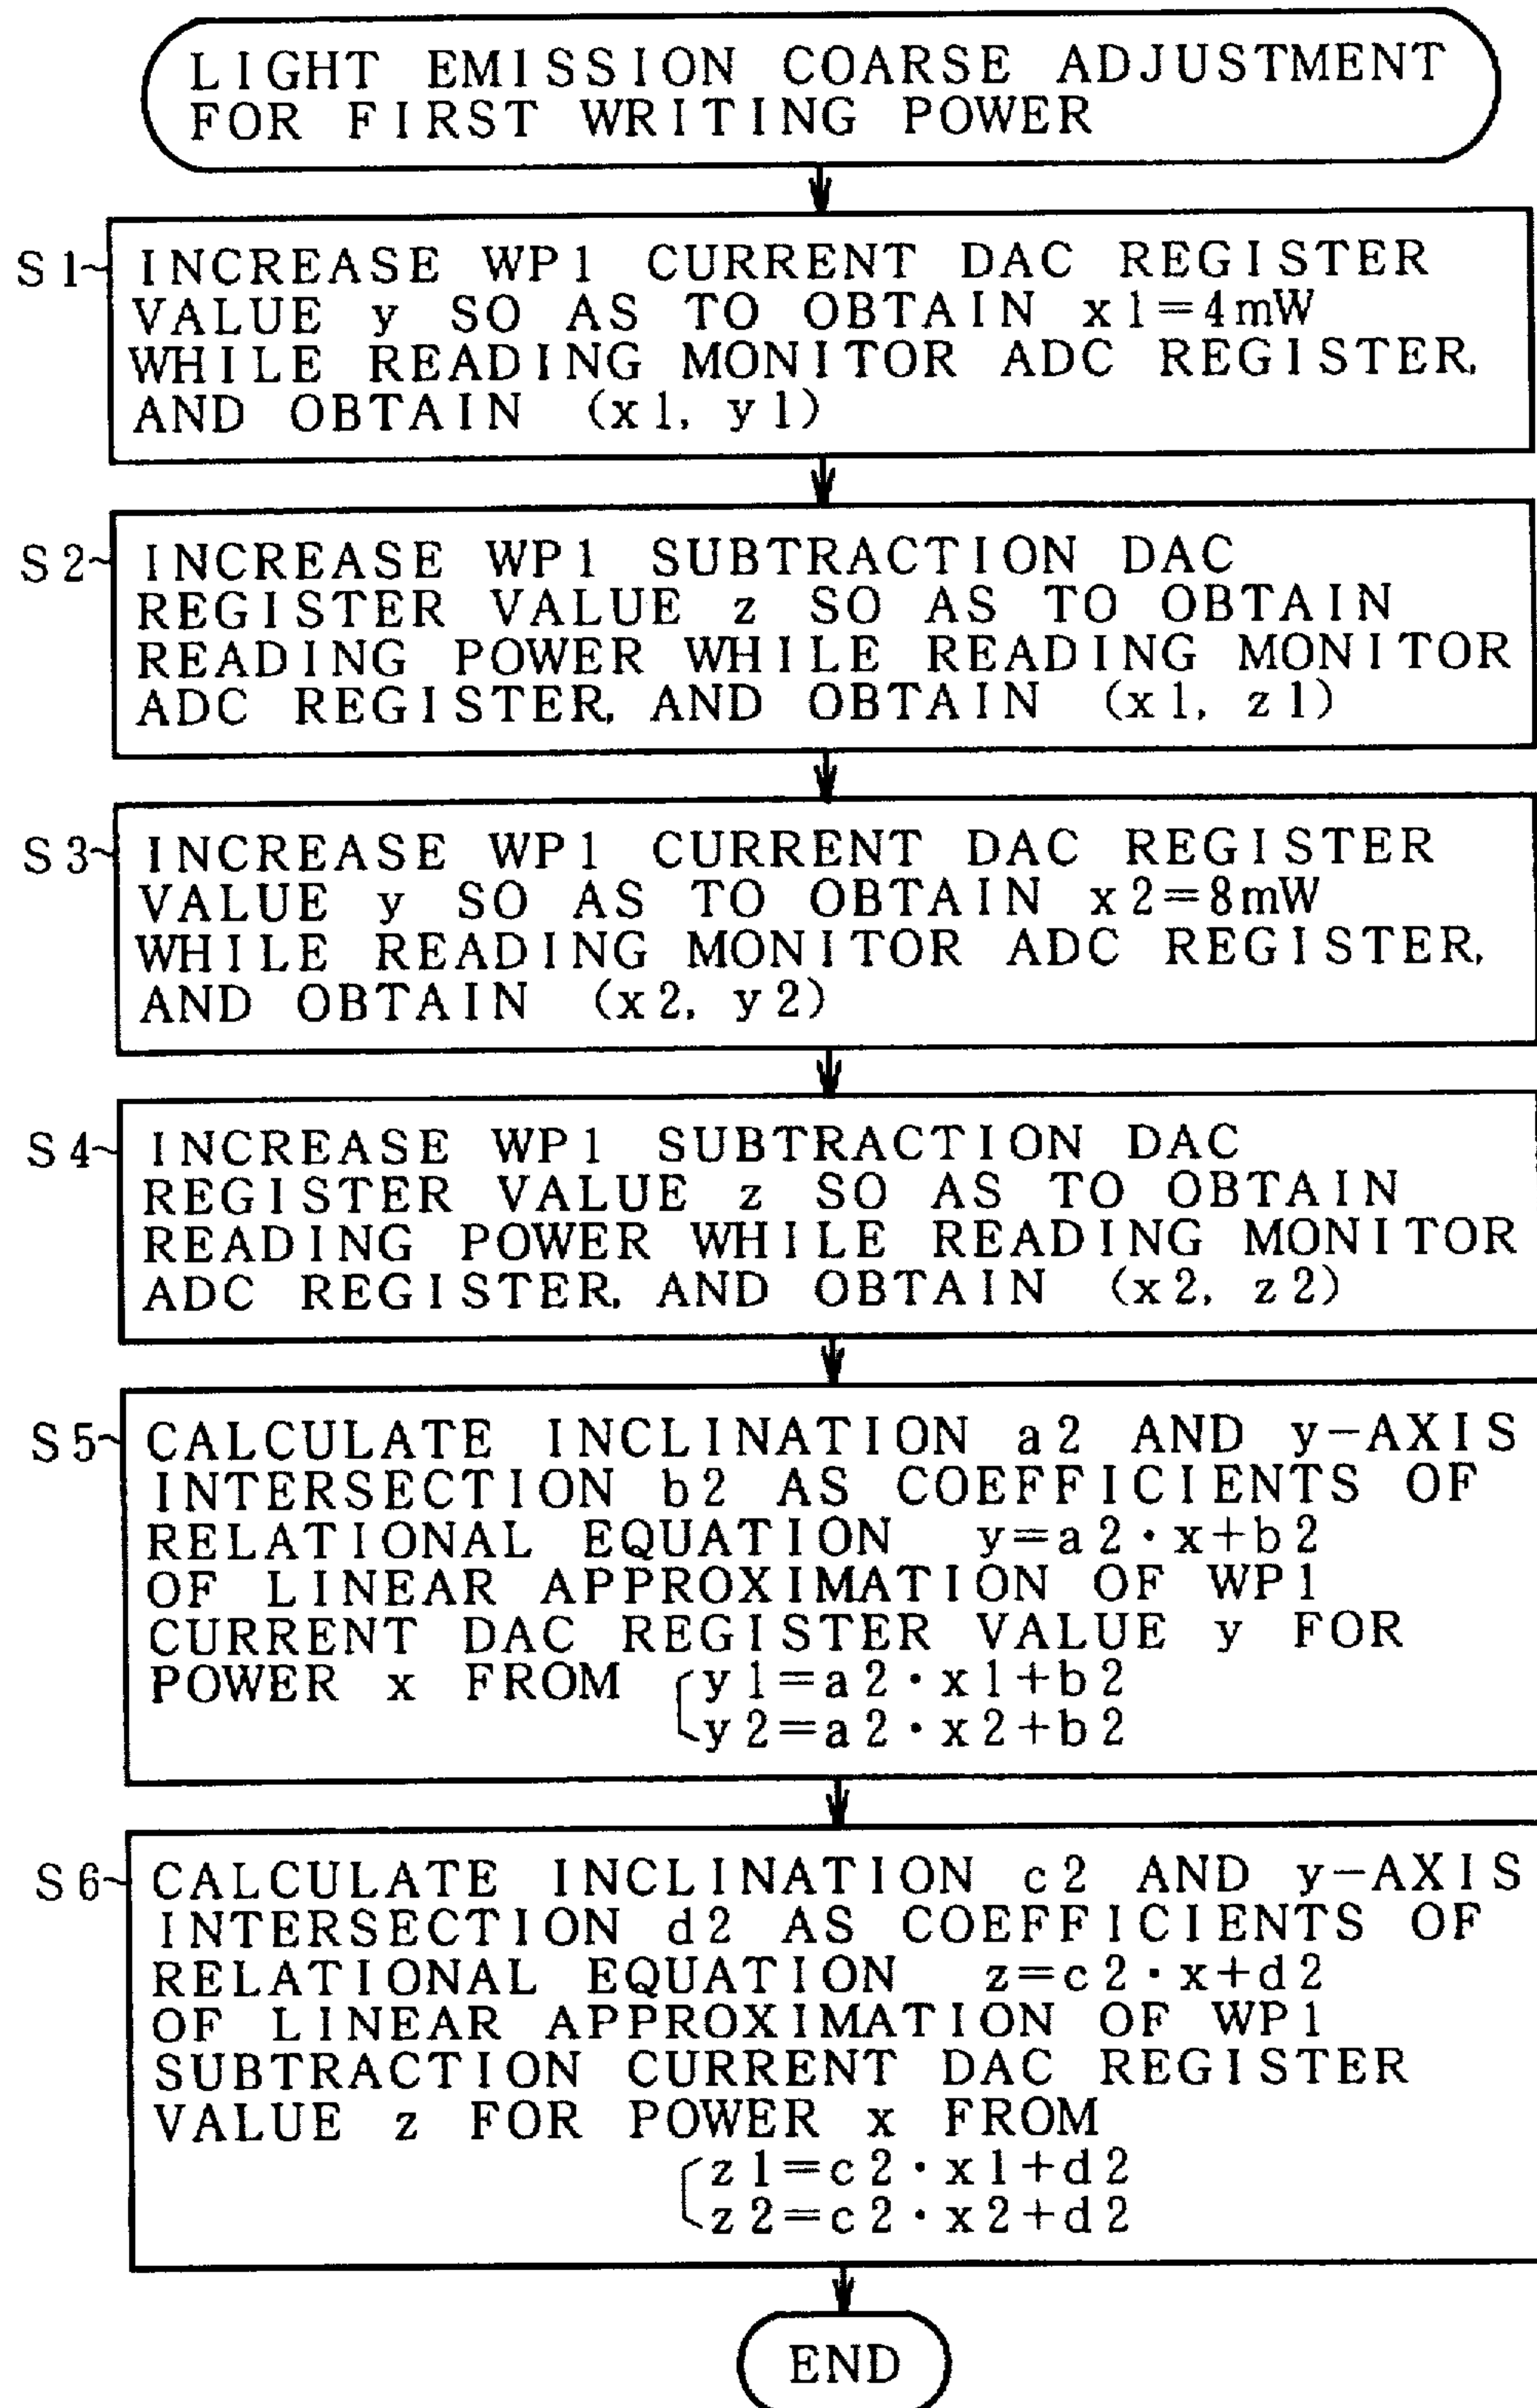 LIGHT EMISSION COARSE ADJUSTMENT
FOR FIRST WRITING POWER
S1
INCREASE WP1 CURRENT DAC REGISTER
VALUE y SO AS TO OBTAIN x1=4mW
WHILE READING MONITOR ADC REGISTER,
AND OBTAIN (x1, y1)
S2
INCREASE WP1 SUBTRACTION DAC
REGISTER VALUE z SO AS TO OBTAIN
READING POWER WHILE READING MONITOR
ADC REGISTER, AND OBTAIN (x1, z1)
S3
INCREASE WP1 CURRENT DAC REGISTER
VALUE y SO AS TO OBTAIN x2=8mW
WHILE READING MONITOR ADC REGISTER,
AND OBTAIN (x2, y2)
S4
INCREASE WP1 SUBTRACTION DAC
REGISTER VALUE z SO AS TO OBTAIN
READING POWER WHILE READING MONITOR
ADC REGISTER, AND OBTAIN (x2, z2)
S5
CALCULATE INCLINATION a2 AND y-AXIS
INTERSECTION b2 AS COEFFICIENTS OF
RELATIONAL EQUATION y=a2·x+b2
OF LINEAR APPROXIMATION OF WP1
CURRENT DAC REGISTER VALUE y FOR
POWER x FROM y1=a2·x1+b2
y2=a2·x2+b2
S6
CALCULATE INCLINATION c2 AND y-AXIS
INTERSECTION d2 AS COEFFICIENTS OF
RELATIONAL EQUATION z=c2·x+d2
OF LINEAR APPROXIMATION OF WP1
SUBTRACTION CURRENT DAC REGISTER
VALUE z FOR POWER x FROM
z1=c2·x1+d2
z2=c2·x2+d2
END